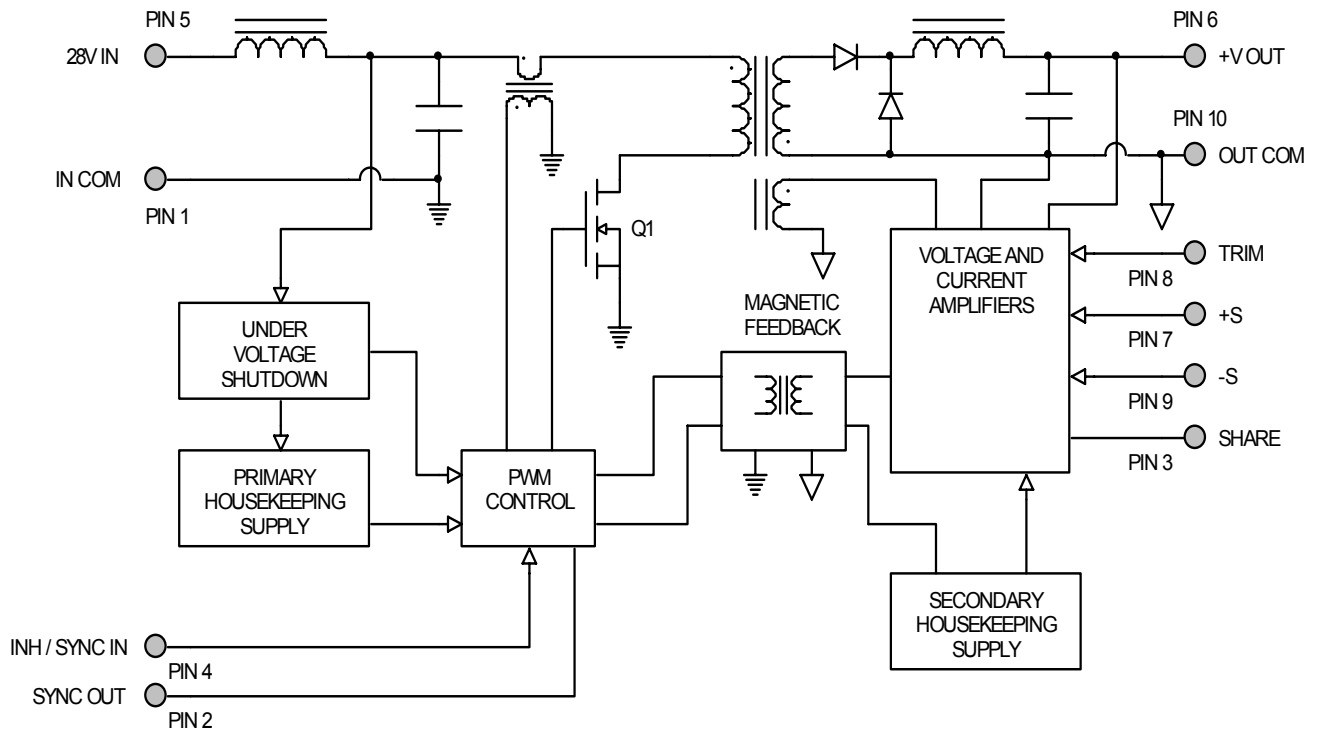 PIN 5
28V IN
IN COM
PIN 1
Q1
PIN 6
+V OUT
PIN 10
OUT COM
UNDER
VOLTAGE
SHUTDOWN
PRIMARY
HOUSEKEEPING
SUPPLY
PWM
CONTROL
MAGNETIC
FEEDBACK
VOLTAGE AND
CURRENT
AMPLIFIERS
TRIM
PIN 8
+S
PIN 7
-S
PIN 9
SHARE
PIN 3
SECONDARY
HOUSEKEEPING
SUPPLY
INH / SYNC IN
PIN 4
SYNC OUT
PIN 2